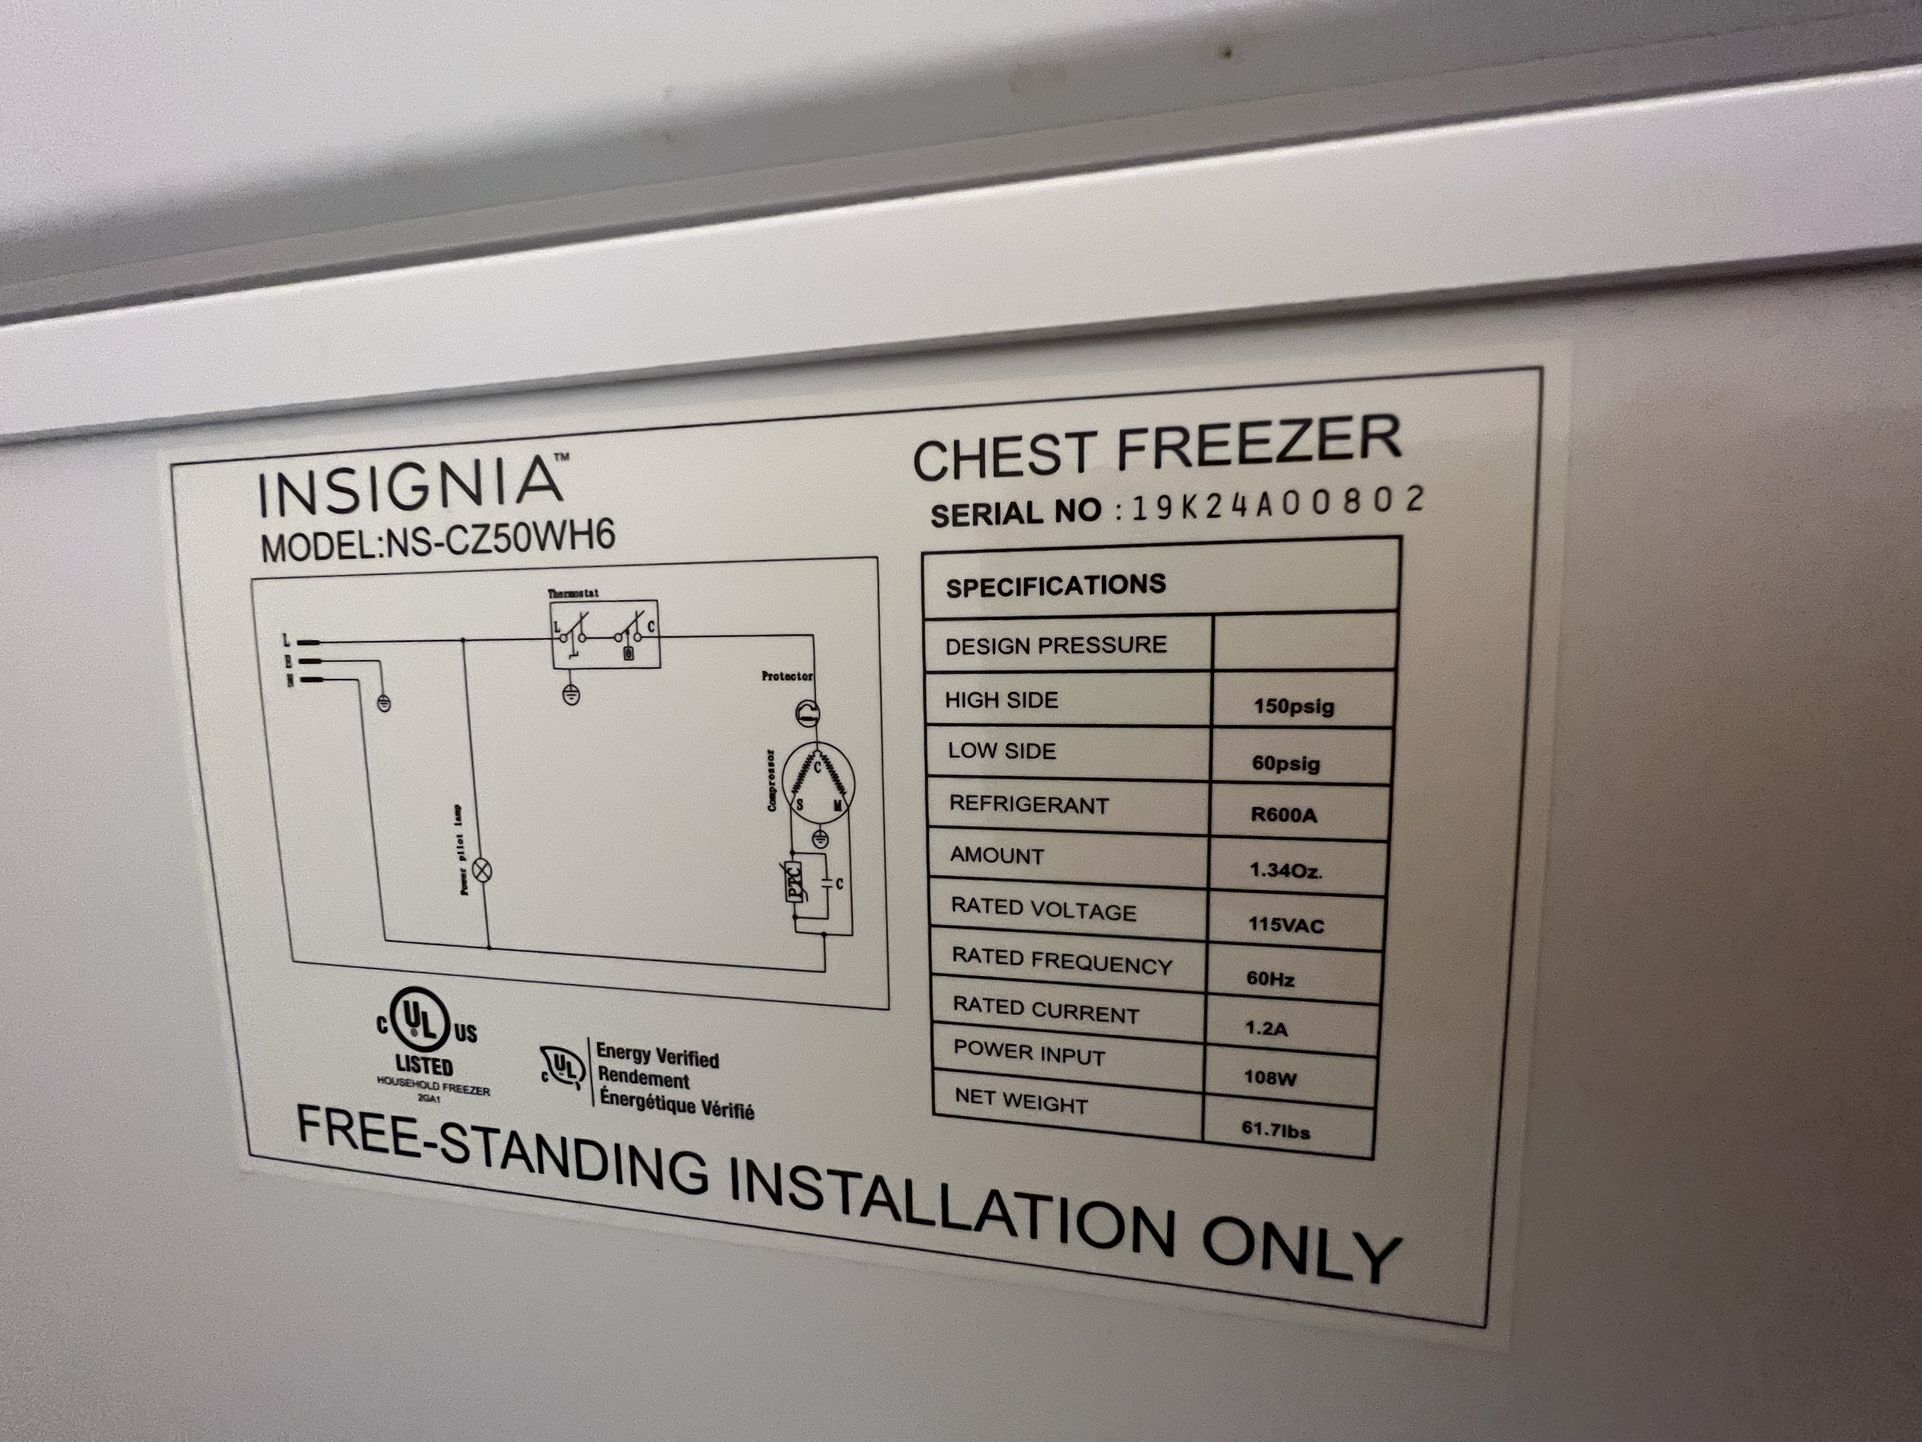 INSIGNIA™
MODEL:NS-CZ50WH6
CHEST FREEZER
SERIAL NO :19K24A00802
Thermostat
L
C
L
E
N
Protector
Compressor
C
S M
Power pilot lamp
PTC
C
SPECIFICATIONS
DESIGN PRESSURE
HIGH SIDE 150psig
LOW SIDE 60psig
REFRIGERANT R600A
AMOUNT 1.34Oz.
RATED VOLTAGE 115VAC
RATED FREQUENCY 60Hz
RATED CURRENT 1.2A
POWER INPUT 108W
NET WEIGHT 61.7lbs
C UL® US
LISTED
HOUSEHOLD FREEZER
2GA1
C UL
Energy Verified
Rendement
Énergétique Vérifié
FREE-STANDING INSTALLATION ONLY